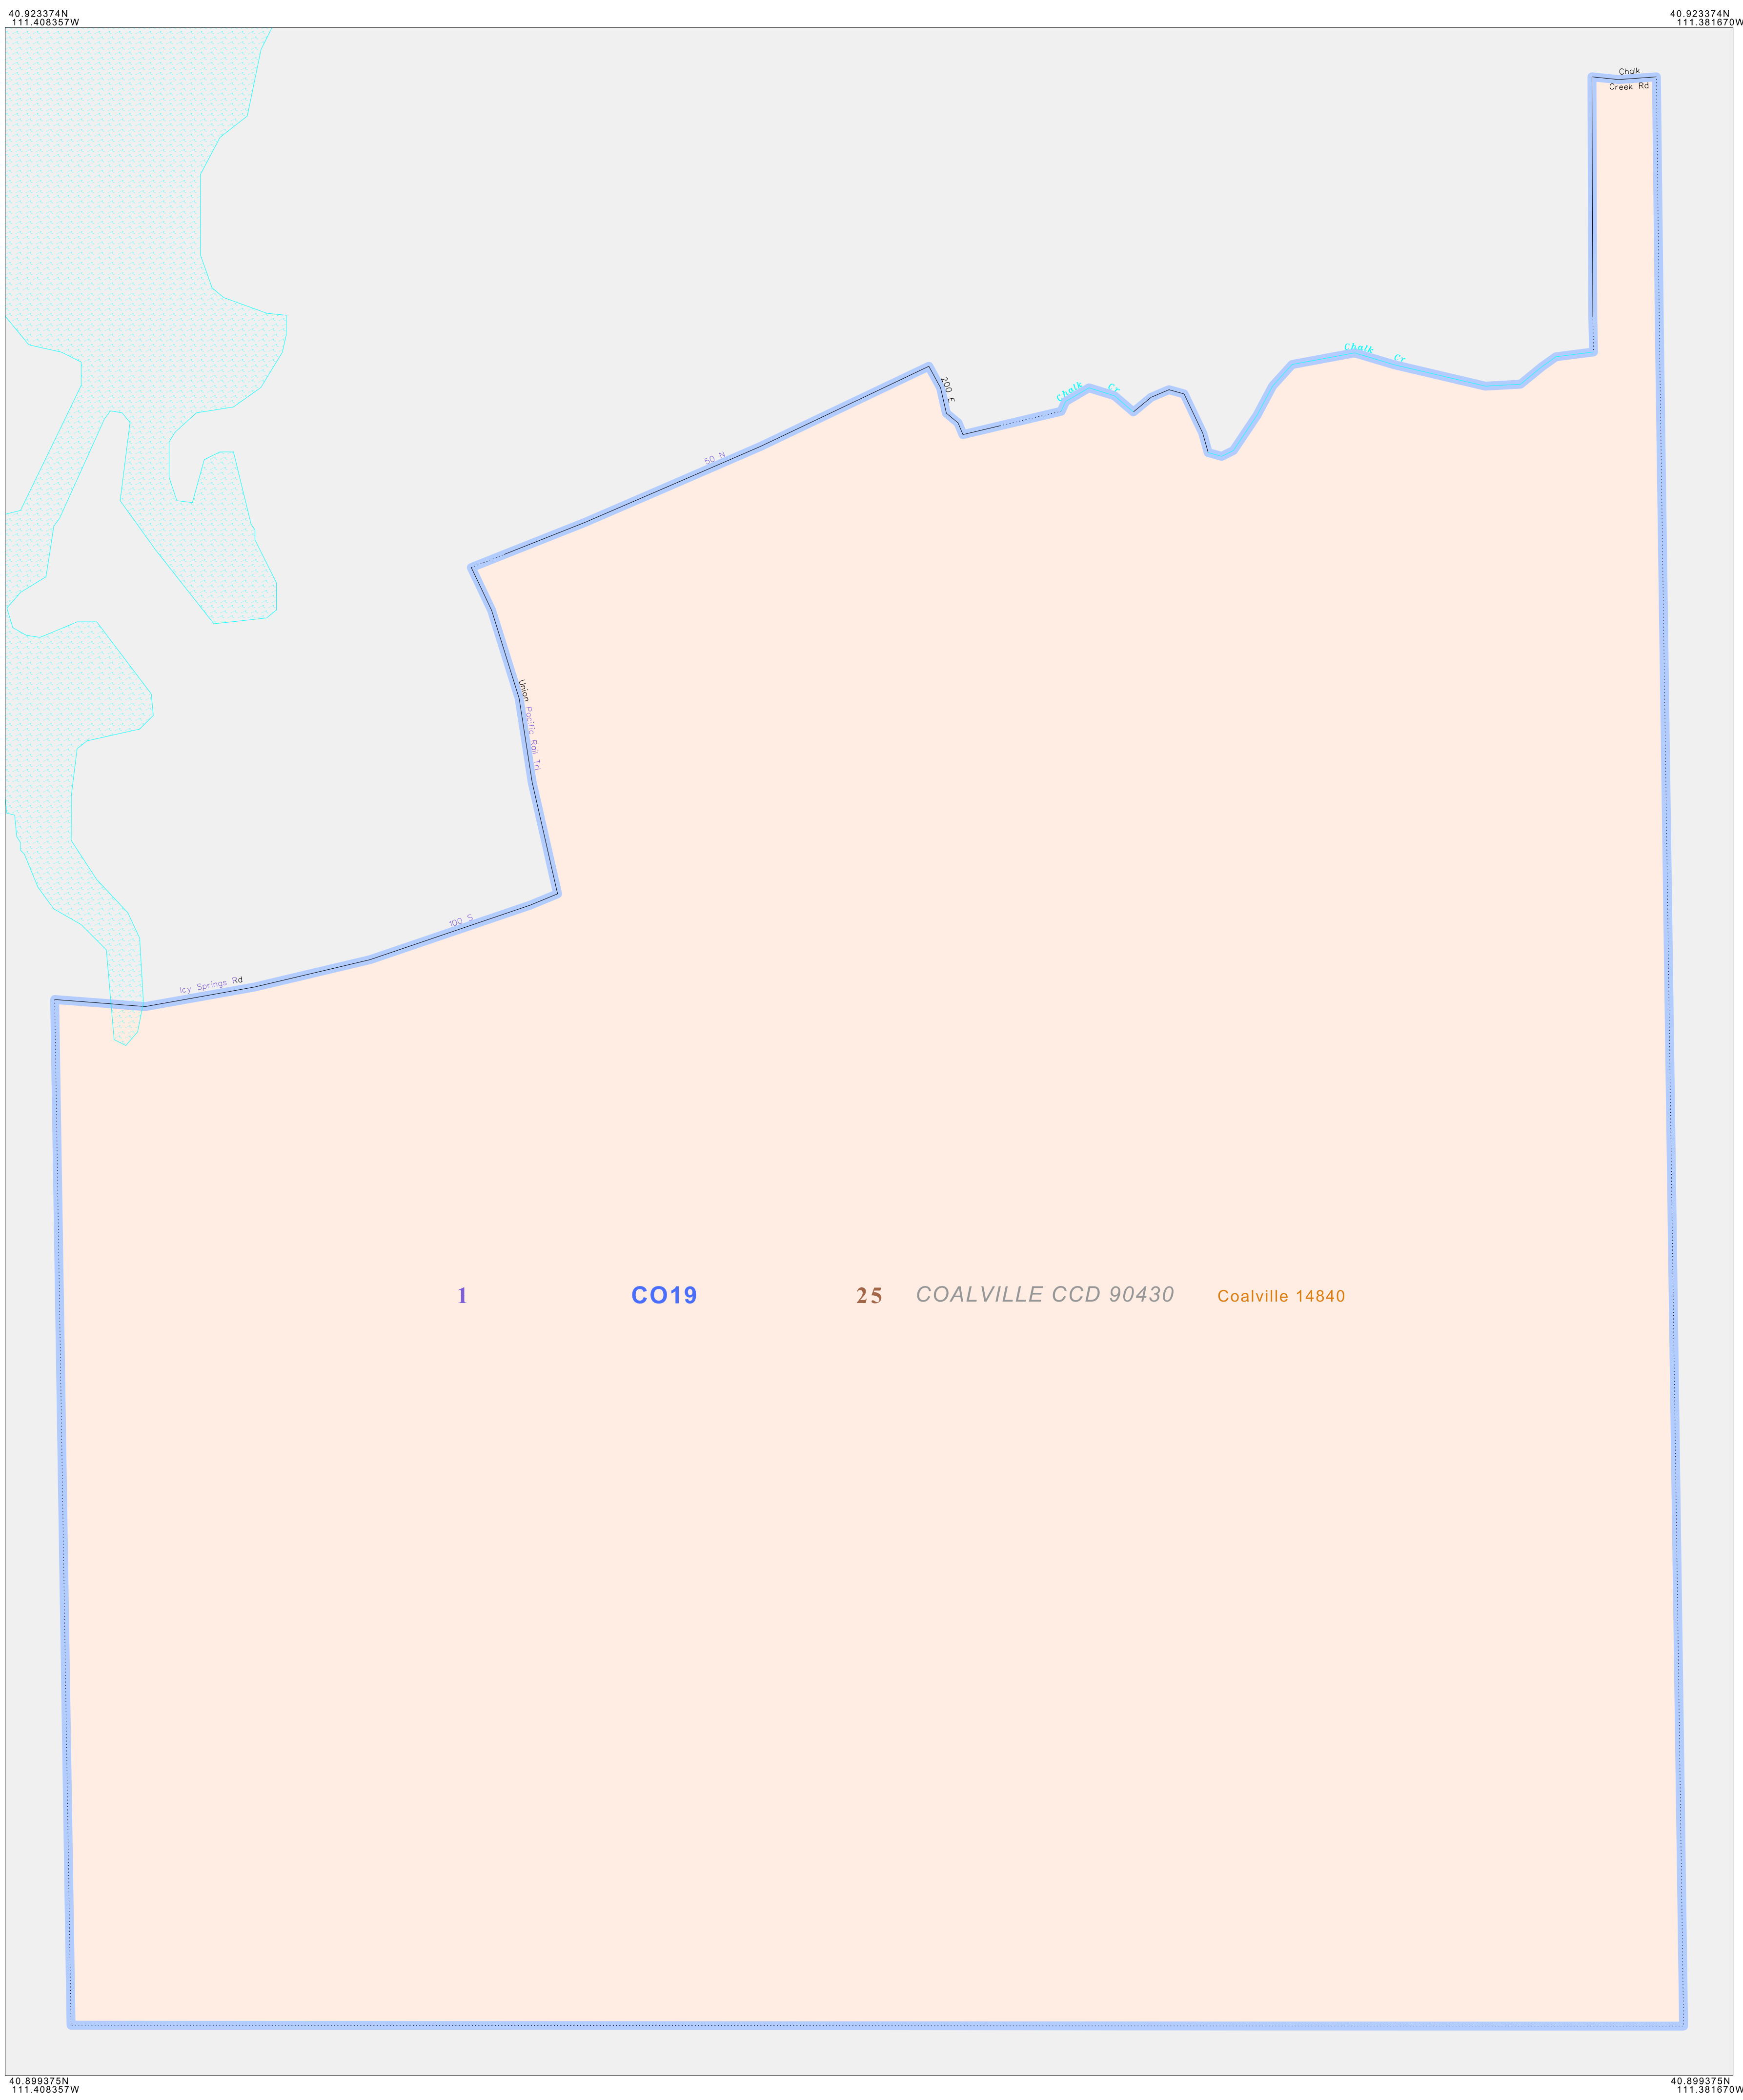 40.923374N
111.408357W
40.923374N
111.381670W
Chalk
Creek Rd
Chalk Cr
Chalk Cr
200 E
50 N
Union Pacific Rail Trl
100 S
Icy Springs Rd
1 CO19 25 COALVILLE CCD 90430 Coalville 14840
40.899375N
111.408357W
40.899375N
111.381670W